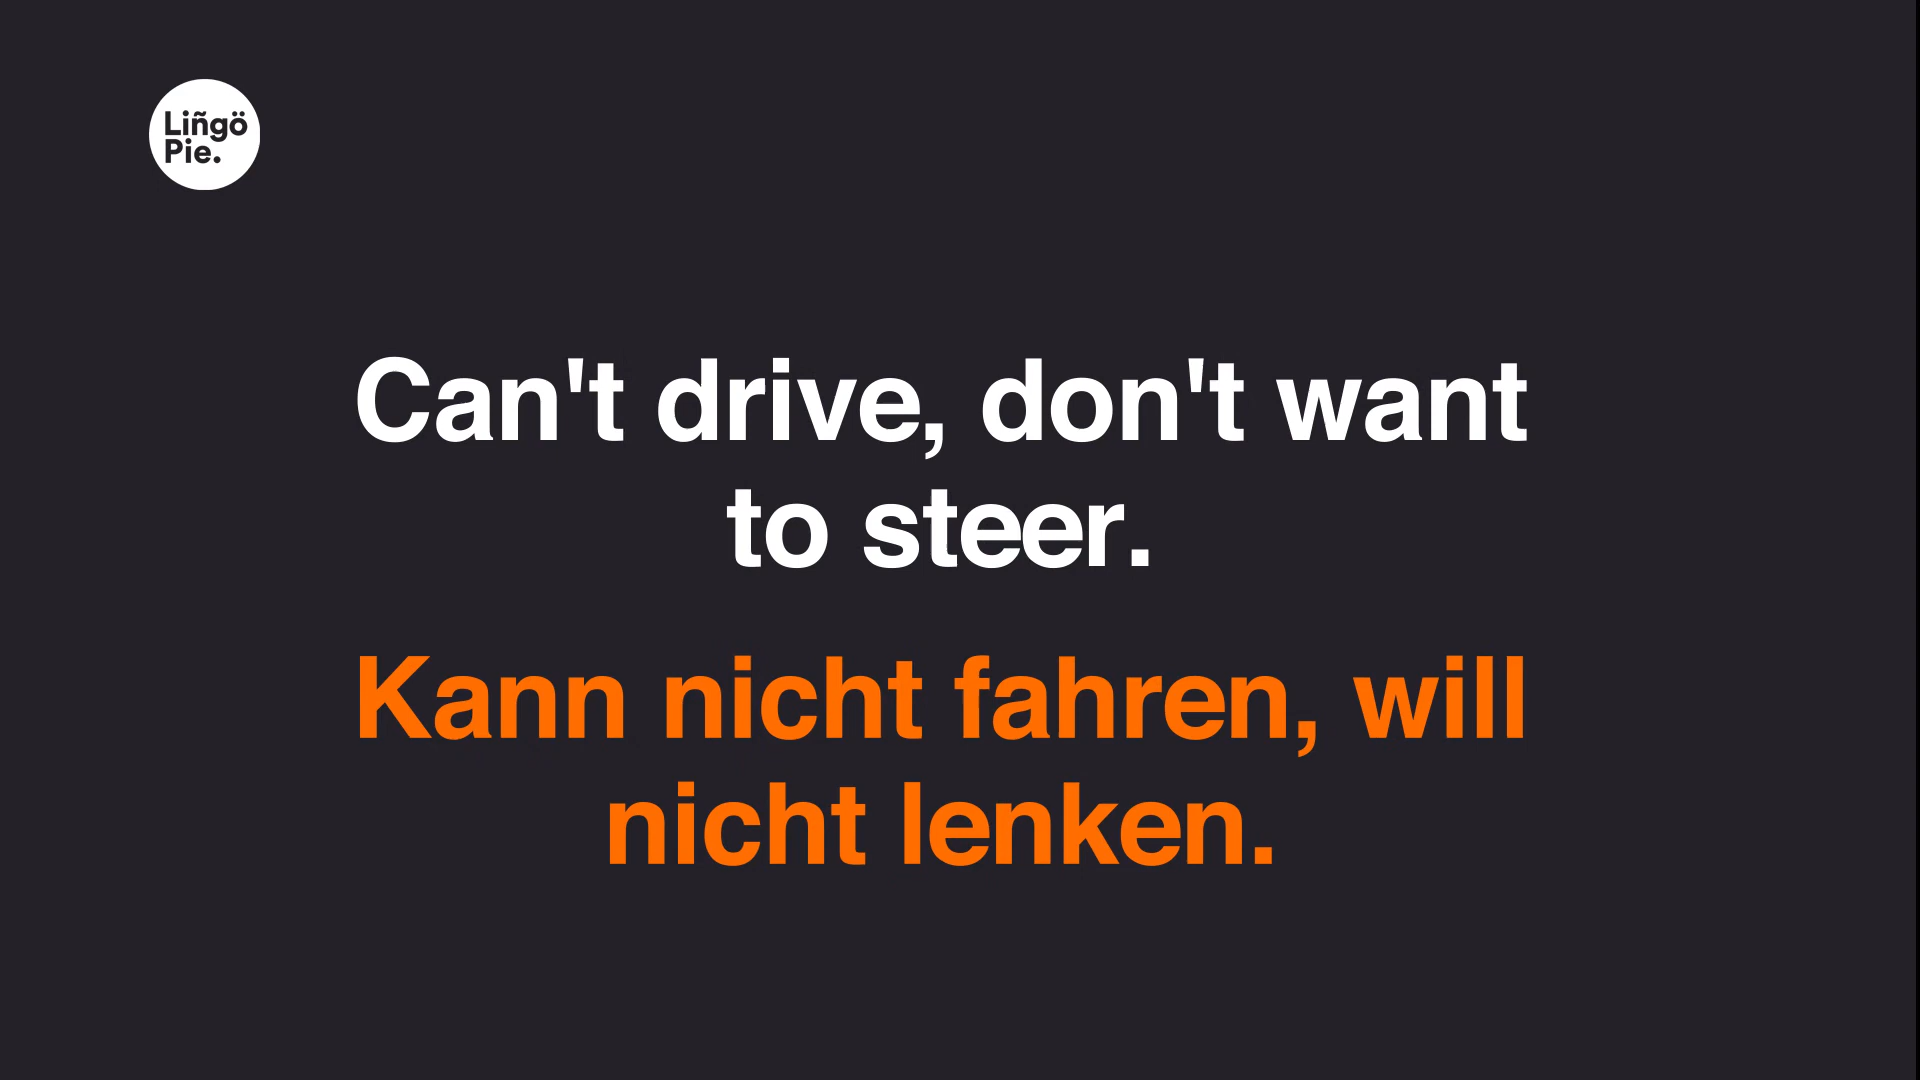 Liñgö
Pie.
Can't drive, don't want
to steer.
Kann nicht fahren, will
nicht lenken.